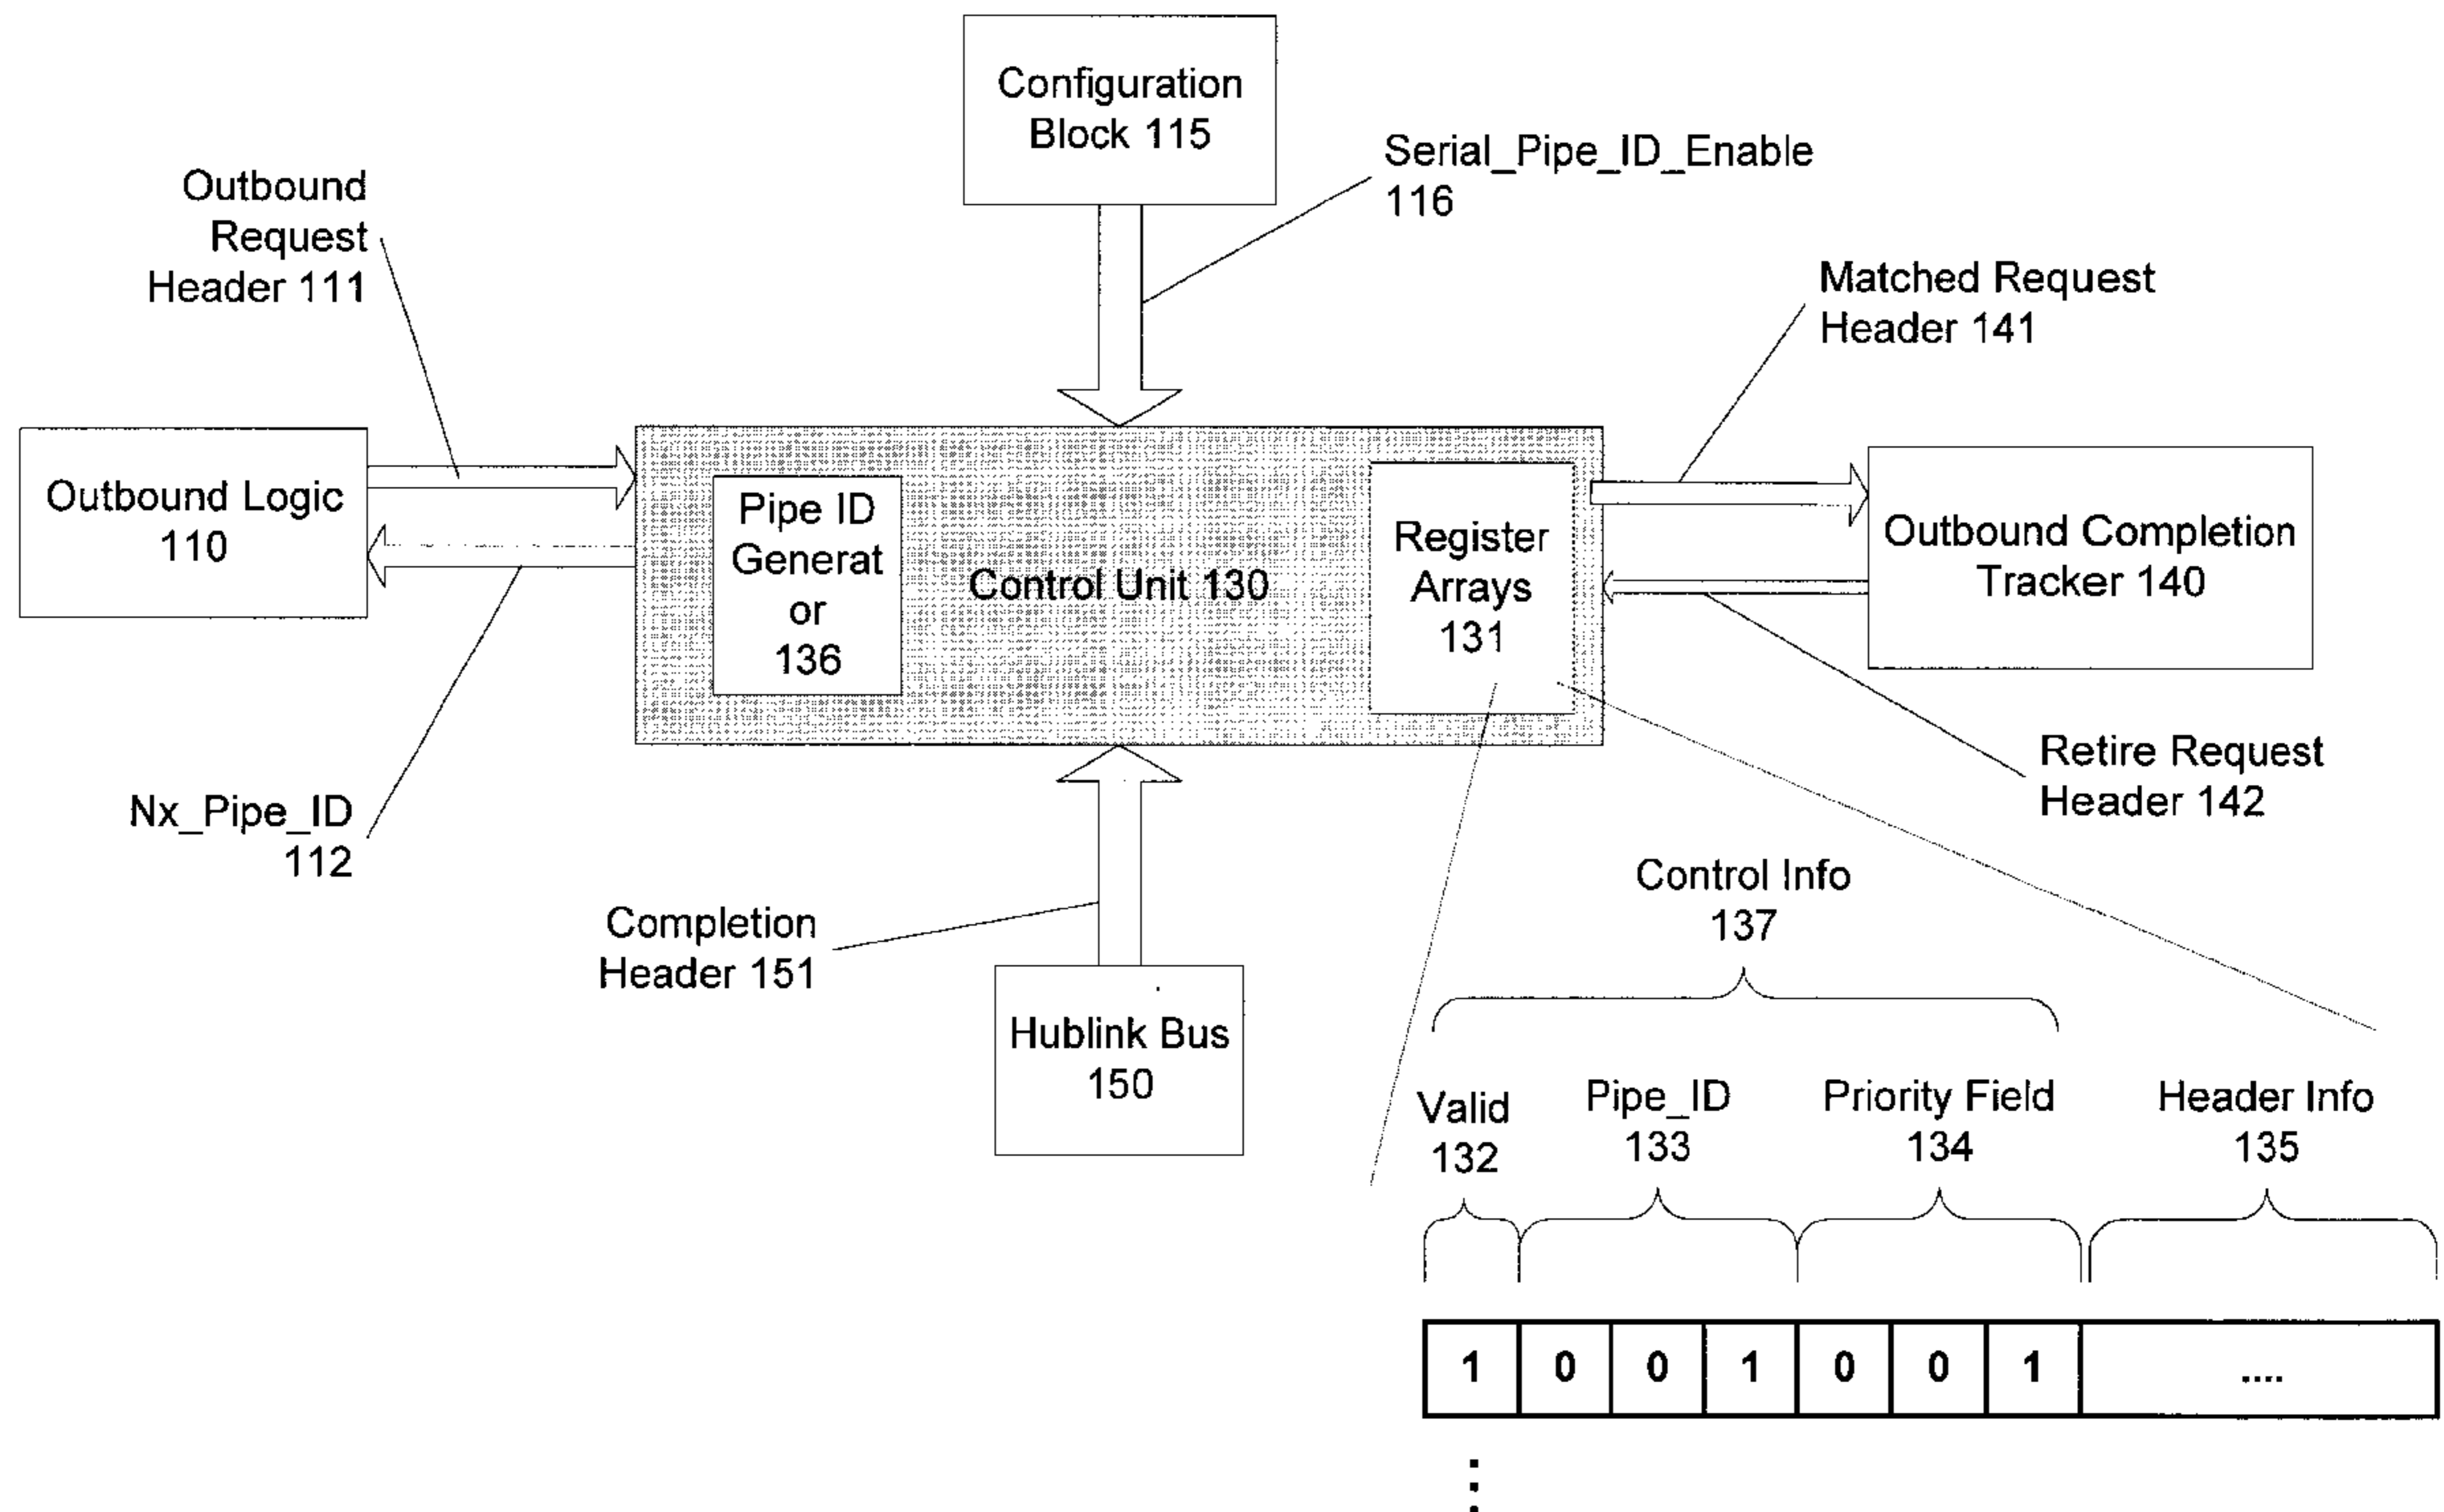 Configuration
Block 115
Serial_Pipe_ID_Enable
116
Outbound
Request
Header 111
Matched Request
Header 141
Outbound Logic
110
Pipe ID
Generat
or
136
Control Unit 130
Register
Arrays
131
Outbound Completion
Tracker 140
Nx_Pipe_ID
112
Retire Request
Header 142
Completion
Header 151
Hublink Bus
150
Control Info
137
Valid
132
Pipe_ID
133
Priority Field
134
Header Info
135
1 0 0 1 0 0 1 ....